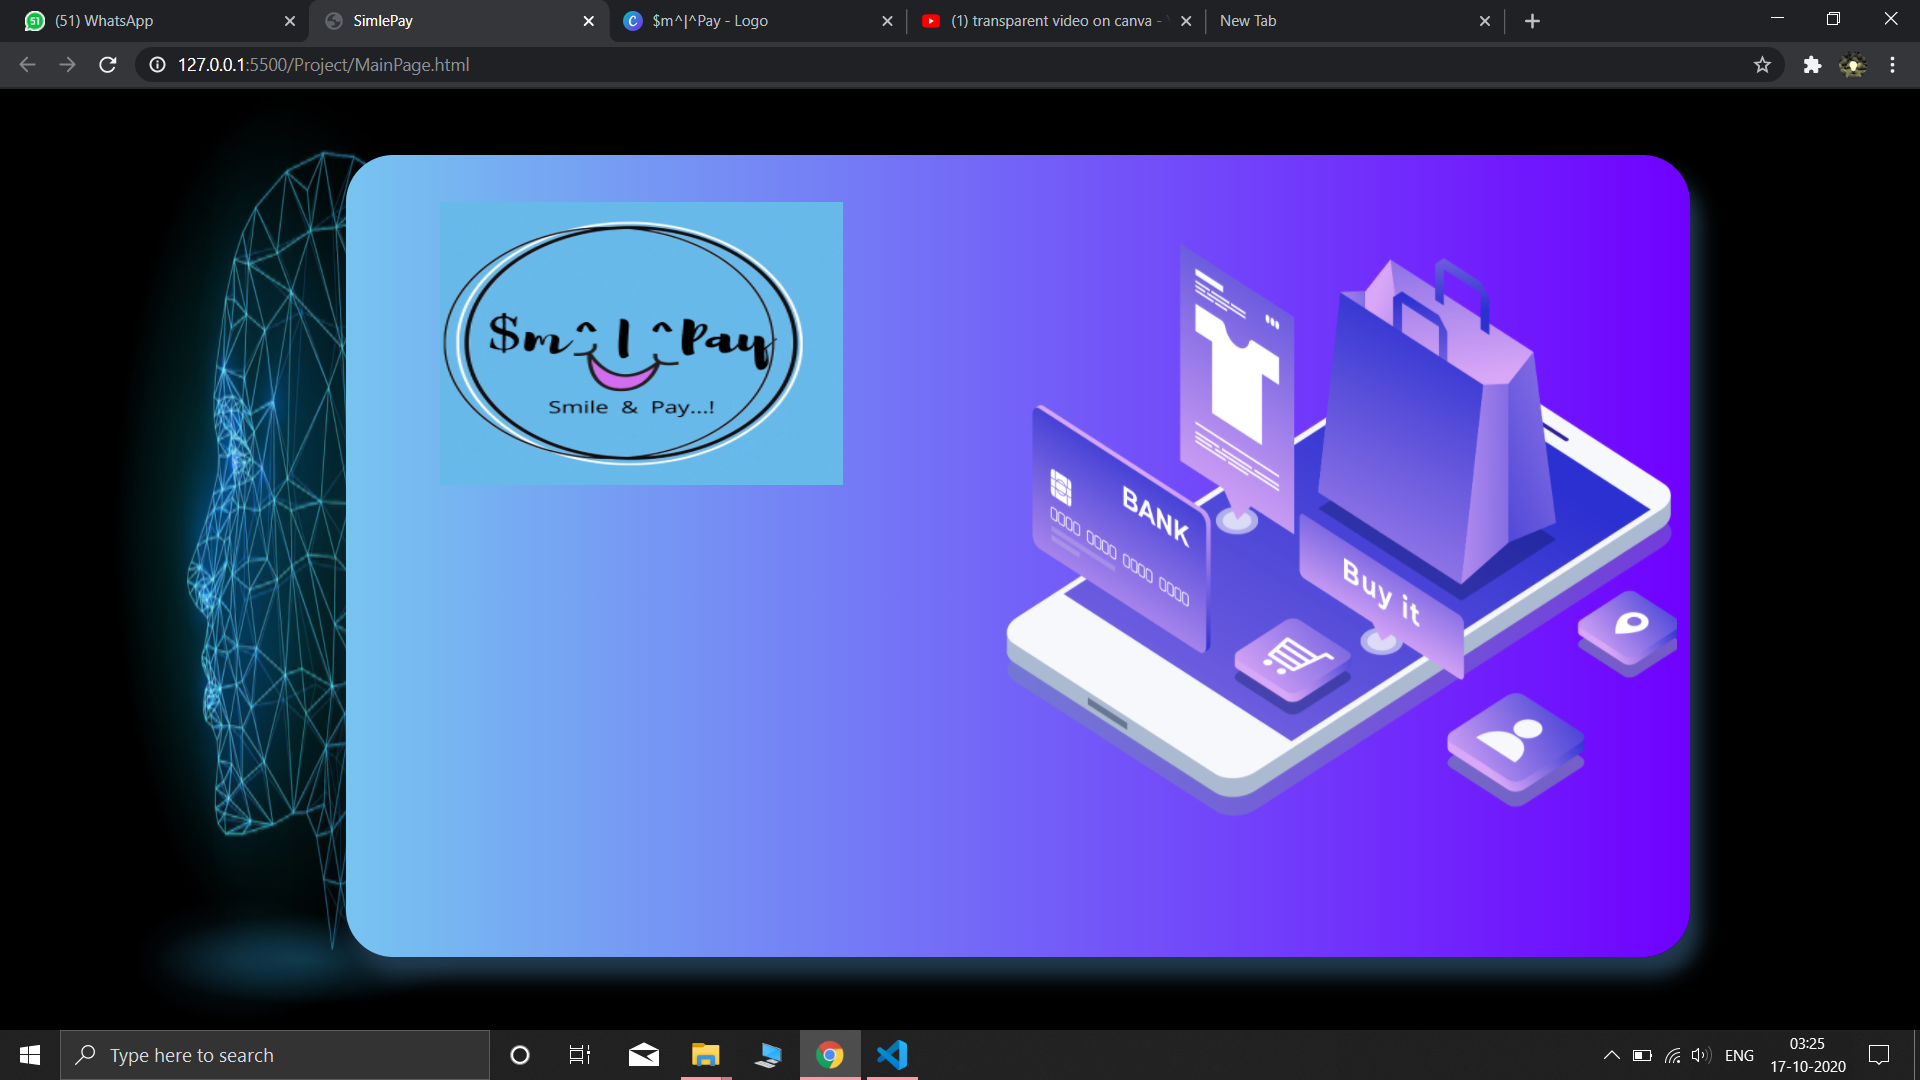 (51) WhatsApp
SimlePay
$m^|^Pay - Logo
(1) transparent video on canva -
New Tab
127.0.0.1:5500/Project/MainPage.html
$m^|^Pay
Smile & Pay...!
BANK
0000 0000 0000 0000
Buy it
Type here to search
ENG
03:25
17-10-2020